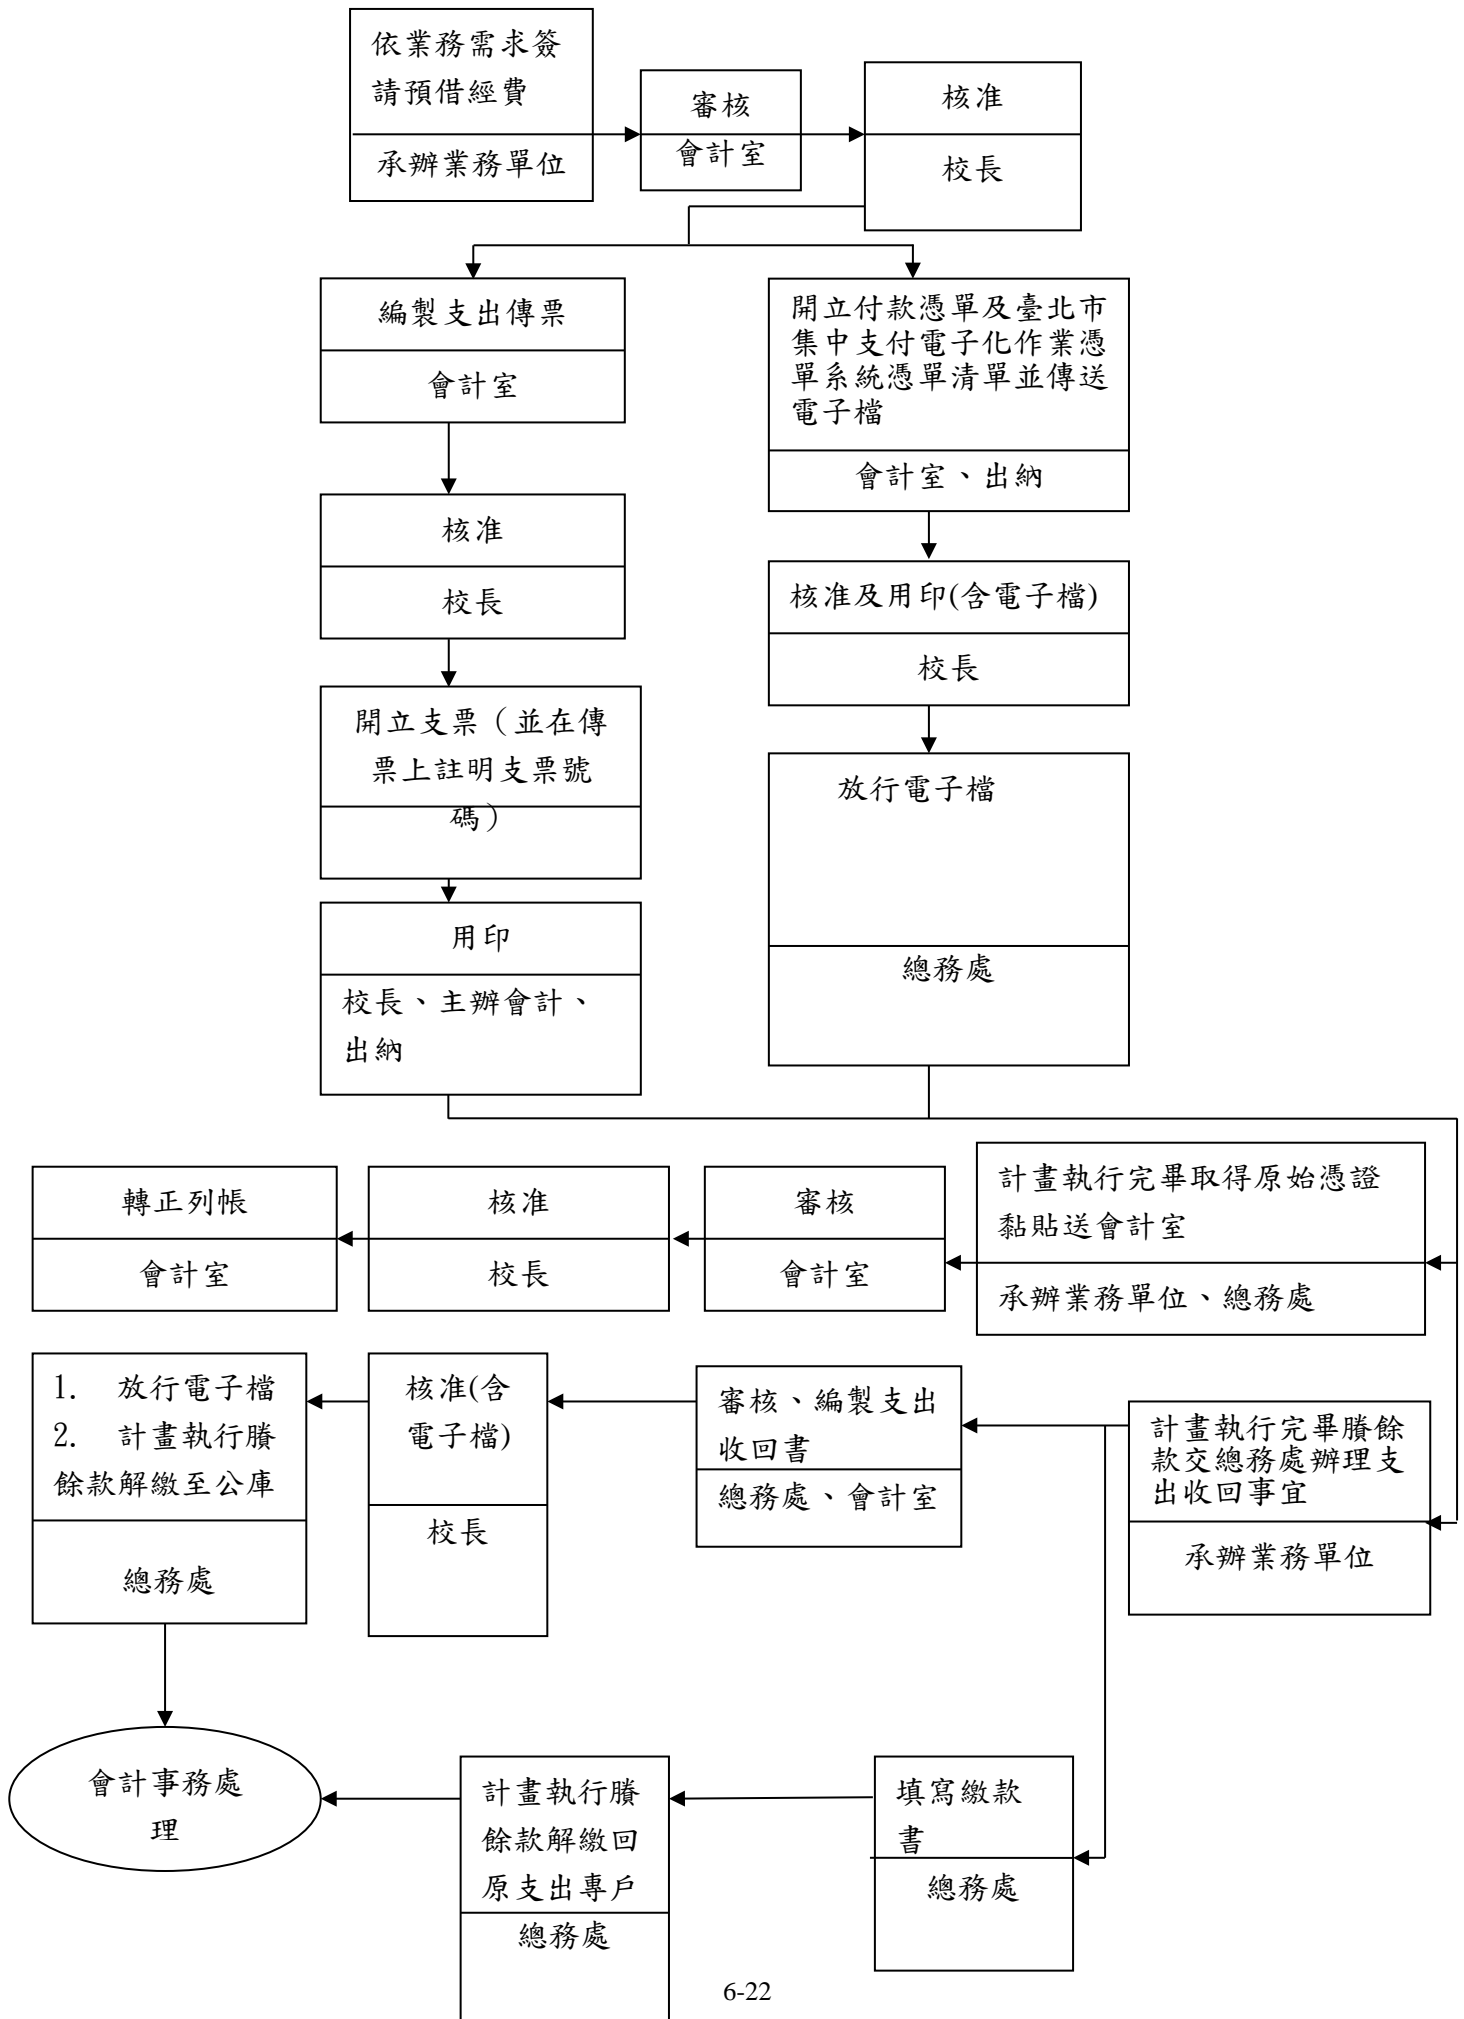 依業務需求簽
請預借經費
承辦業務單位
審核
會計室
核准
校長
編製支出傳票
會計室
開立付款憑單及臺北市
集中支付電子化作業憑
單系統憑單清單並傳送
電子檔
會計室、出納
核准
校長
核准及用印(含電子檔)
校長
開立支票（並在傳
票上註明支票號
碼）
放行電子檔
總務處
用印
校長、主辦會計、
出納
計畫執行完畢取得原始憑證
黏貼送會計室
承辦業務單位、總務處
審核
會計室
核准
校長
轉正列帳
會計室
計畫執行完畢賸餘
款交總務處辦理支
出收回事宜
承辦業務單位
審核、編製支出
收回書
總務處、會計室
核准(含
電子檔)
校長
1. 放行電子檔
2. 計畫執行賸
餘款解繳至公庫
總務處
填寫繳款
書
總務處
計畫執行賸
餘款解繳回
原支出專戶
總務處
會計事務處
理
6-22